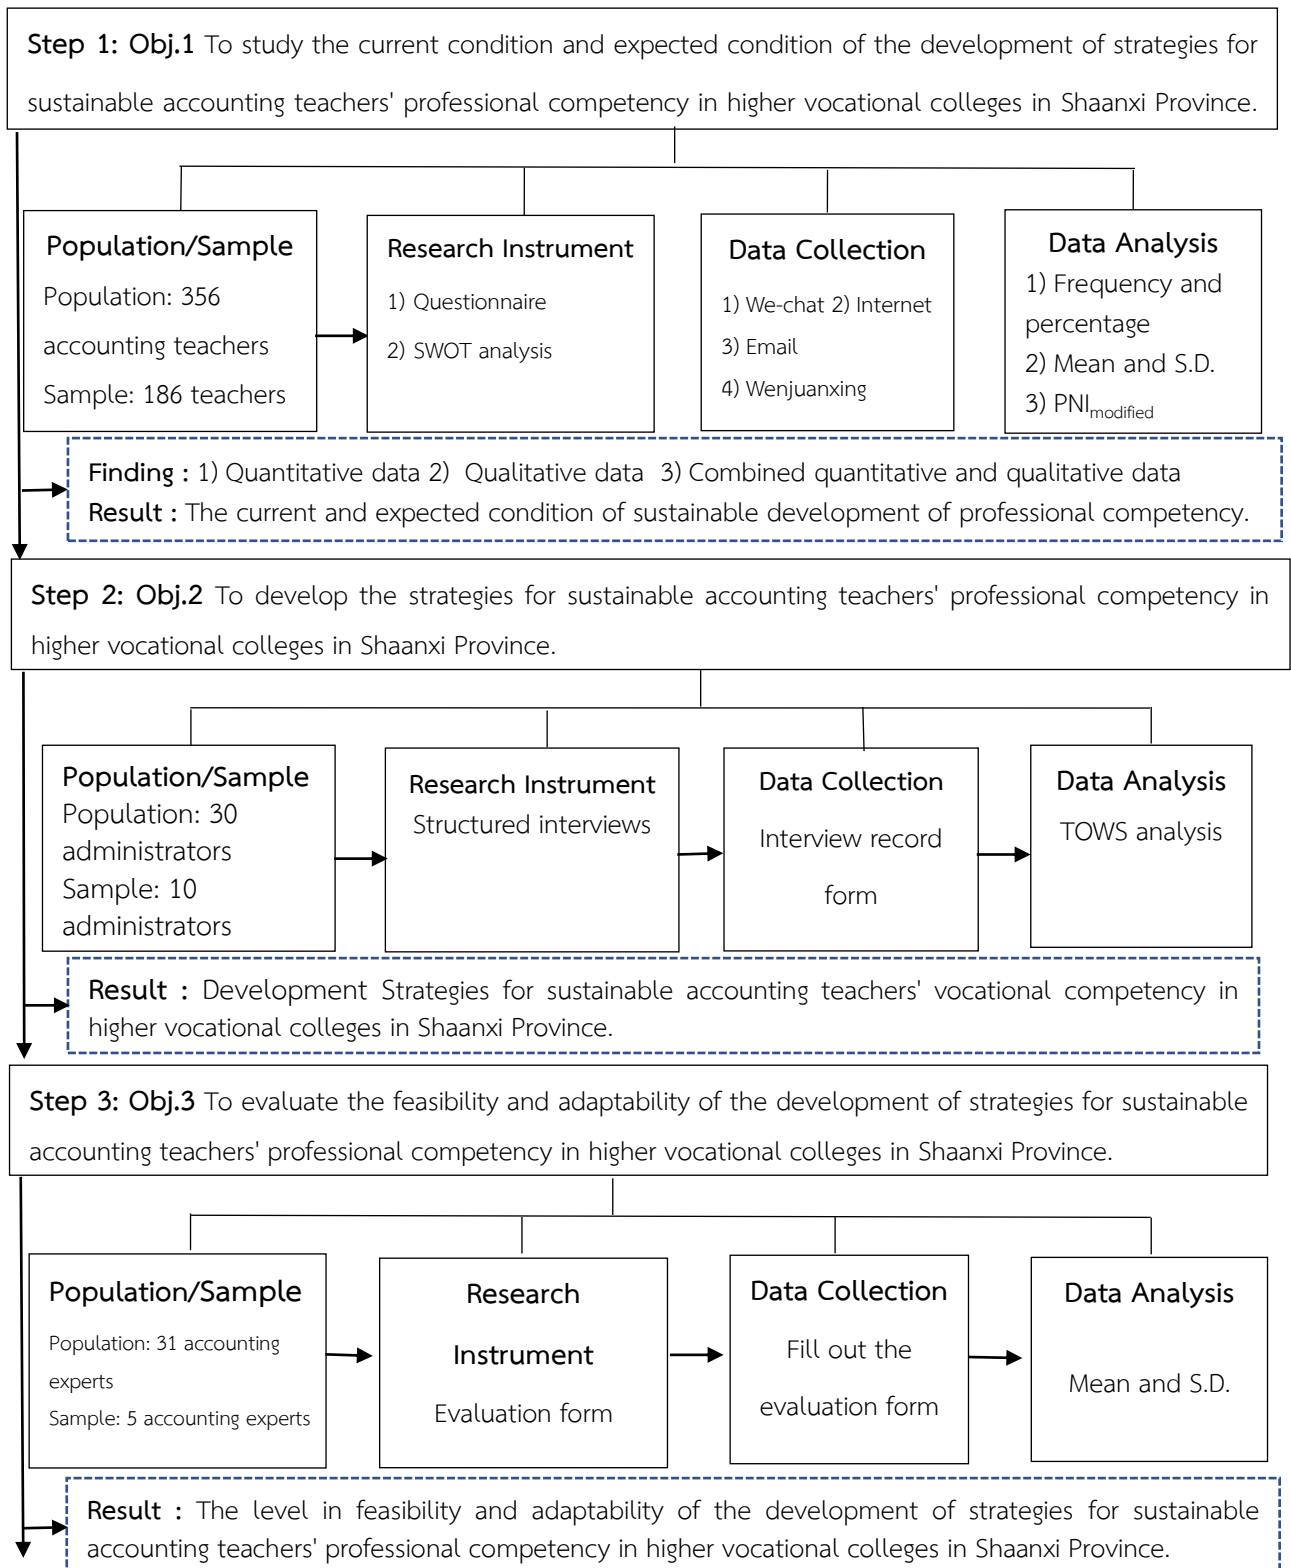 Step 1: Obj.1 To study the current condition and expected condition of the development of strategies for
sustainable accounting teachers' professional competency in higher vocational colleges in Shaanxi Province.
Population/Sample
Population: 356
accounting teachers
Sample: 186 teachers
Research Instrument
1) Questionnaire
2) SWOT analysis
Data Collection
1) We-chat 2) Internet
3) Email
4) Wenjuanxing
Data Analysis
1) Frequency and
percentage
2) Mean and S.D.
3) PNImodified
Finding : 1) Quantitative data 2) Qualitative data 3) Combined quantitative and qualitative data
Result : The current and expected condition of sustainable development of professional competency.
Step 2: Obj.2 To develop the strategies for sustainable accounting teachers' professional competency in
higher vocational colleges in Shaanxi Province.
Population/Sample
Population: 30
administrators
Sample: 10
administrators
Research Instrument
Structured interviews
Data Collection
Interview record
form
Data Analysis
TOWS analysis
Result : Development Strategies for sustainable accounting teachers' vocational competency in
higher vocational colleges in Shaanxi Province.
Step 3: Obj.3 To evaluate the feasibility and adaptability of the development of strategies for sustainable
accounting teachers' professional competency in higher vocational colleges in Shaanxi Province.
Population/Sample
Population: 31 accounting
experts
Sample: 5 accounting experts
Research
Instrument
Evaluation form
Data Collection
Fill out the
evaluation form
Data Analysis
Mean and S.D.
Result : The level in feasibility and adaptability of the development of strategies for sustainable
accounting teachers' professional competency in higher vocational colleges in Shaanxi Province.